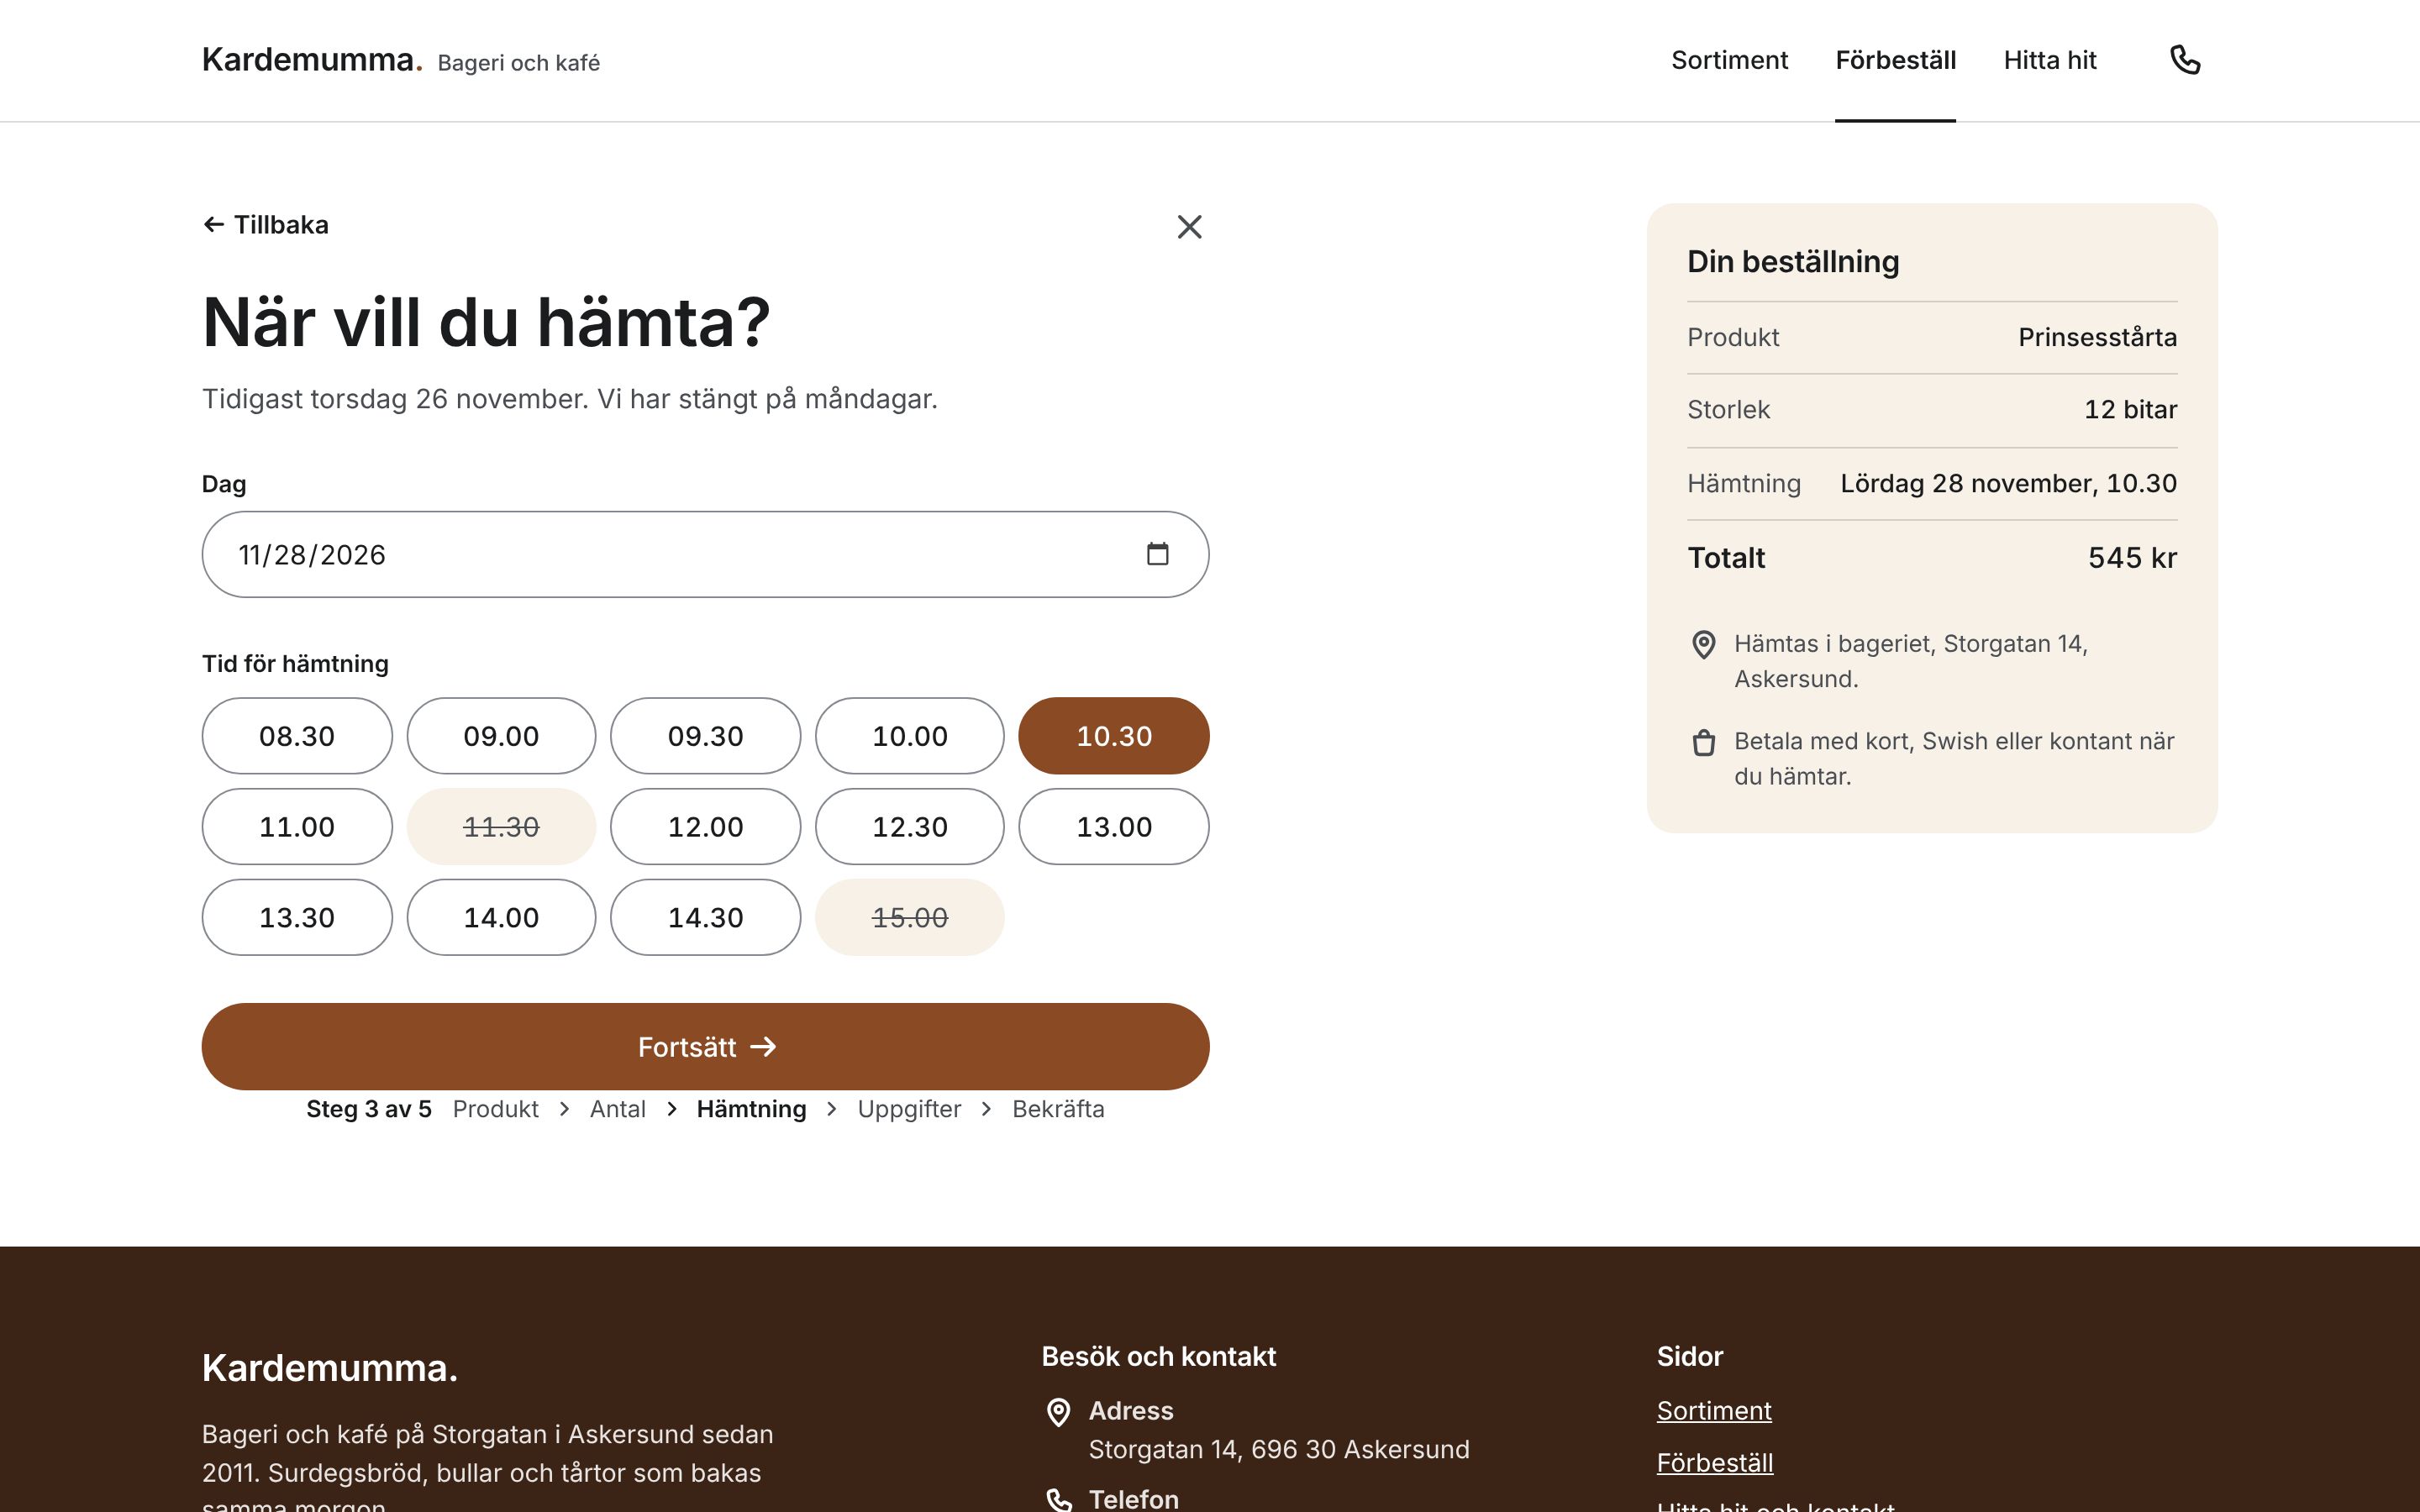 Kardemumma. Bageri och kafé
Sortiment Förbeställ Hitta hit
Tillbaka
När vill du hämta?
Tidigast torsdag 26 november. Vi har stängt på måndagar.
Dag
11/28/2026
Tid för hämtning
08.30 09.00 09.30 10.00 10.30
11.00 11.30 12.00 12.30 13.00
13.30 14.00 14.30 15.00
Fortsätt
Steg 3 av 5 Produkt Antal Hämtning Uppgifter Bekräfta
Din beställning
Produkt Prinsesstårta
Storlek 12 bitar
Hämtning Lördag 28 november, 10.30
Totalt 545 kr
Hämtas i bageriet, Storgatan 14,
Askersund.
Betala med kort, Swish eller kontant när
du hämtar.
Kardemumma.
Bageri och kafé på Storgatan i Askersund sedan
2011. Surdegsbröd, bullar och tårtor som bakas
samma morgon.
Besök och kontakt
Adress
Storgatan 14, 696 30 Askersund
Telefon
Sidor
Sortiment
Förbeställ
Hitta hit och kontakt